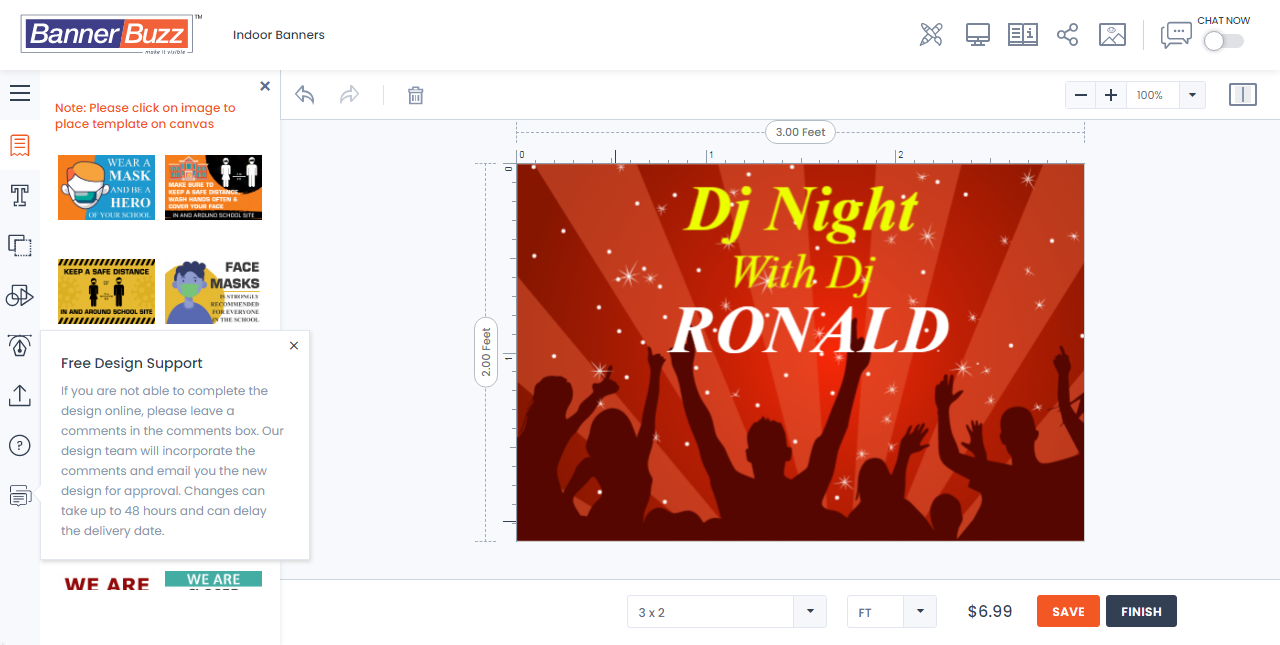 BannerBuzz
TM
make it visible
Indoor Banners
CHAT NOW
Note: Please click on image to
place template on canvas
100%
3.00 Feet
0
1
2
0
1
2.00 Feet
WEAR A
MASK
AND BE A
HERO
OF YOUR SCHOOL
MAKE SURE TO
KEEP A SAFE DISTANCE,
WASH HANDS OFTEN &
COVER YOUR FACE
IN AND AROUND SCHOOL SITE
KEEP A SAFE DISTANCE
IN AND AROUND SCHOOL SITE
FACE
MASKS
IS STRONGLY
RECOMMENDED
FOR EVERYONE
IN THE SCHOOL
Free Design Support
If you are not able to complete the
design online, please leave a
comments in the comments box. Our
design team will incorporate the
comments and email you the new
design for approval. Changes can
take up to 48 hours and can delay
the delivery date.
WE ARE
WE ARE
Dj Night
With Dj
RONALD
3 x 2
FT
$6.99
SAVE
FINISH